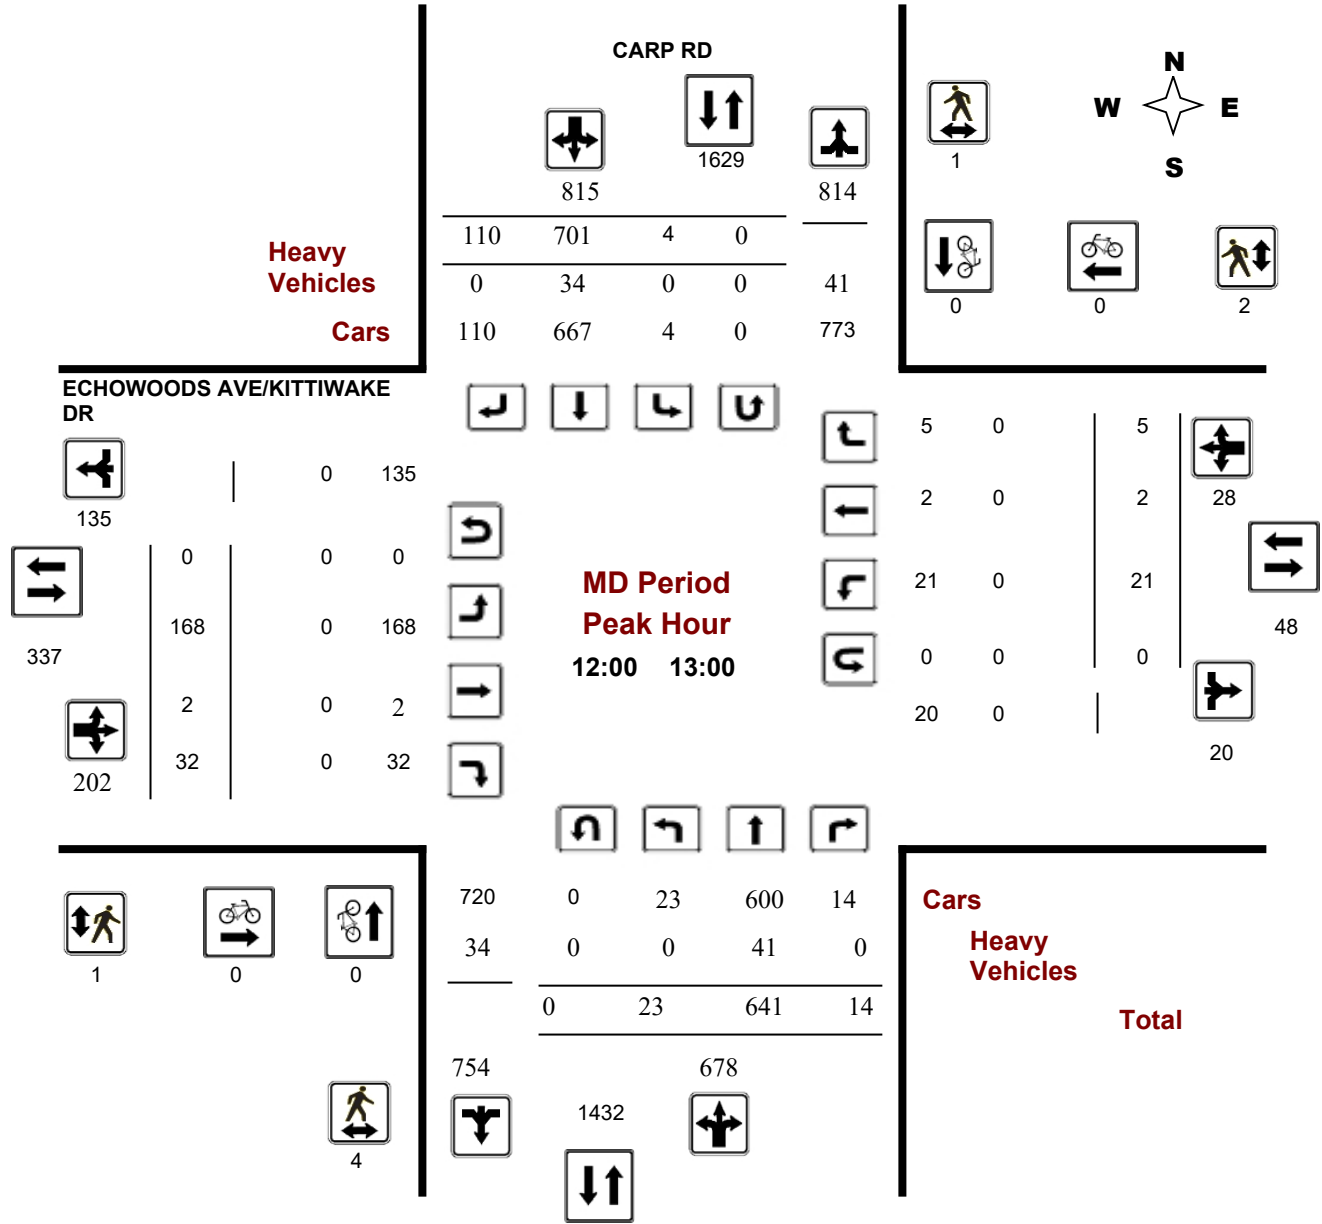 CARP RD
N
W E
S
1629
1
815 814
110 701 4 0
Heavy
Vehicles
0 34 0 0 41
0 0 2
Cars
110 667 4 0 773
ECHOWOODS AVE/KITTIWAKE
DR
5 0 5
0 135
135
2 0 2 28
0 0 0
MD Period
21 0 21
168 0 168
Peak Hour
48
337
12:00 13:00
0 0 0
2 0 2
20 0
20
32 0 32
202
720 0 23 600 14
Cars
34 0 0 41 0
Heavy
Vehicles
1 0 0
0 23 641 14
Total
754 678
1432
4